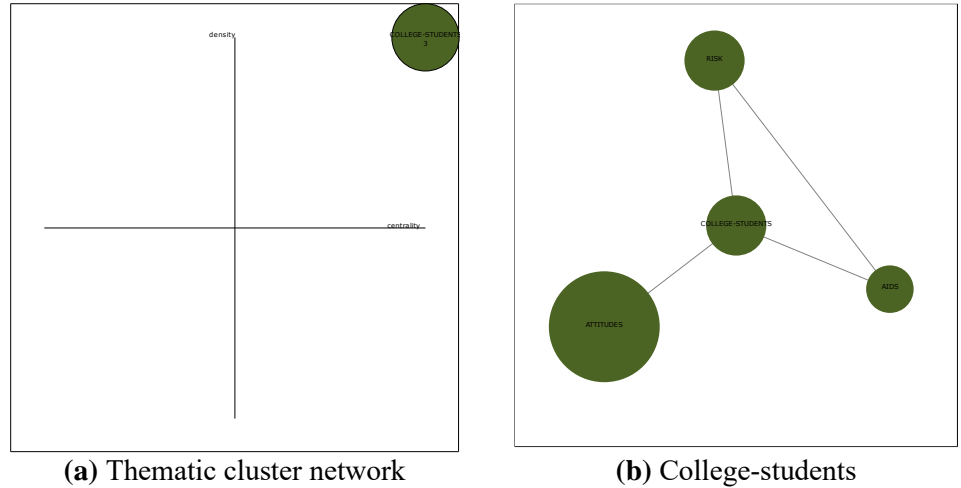 density
COLLEGE-STUDENTS
3
centrality
(a) Thematic cluster network
RISK
COLLEGE-STUDENTS
AIDS
ATTITUDES
(b) College-students